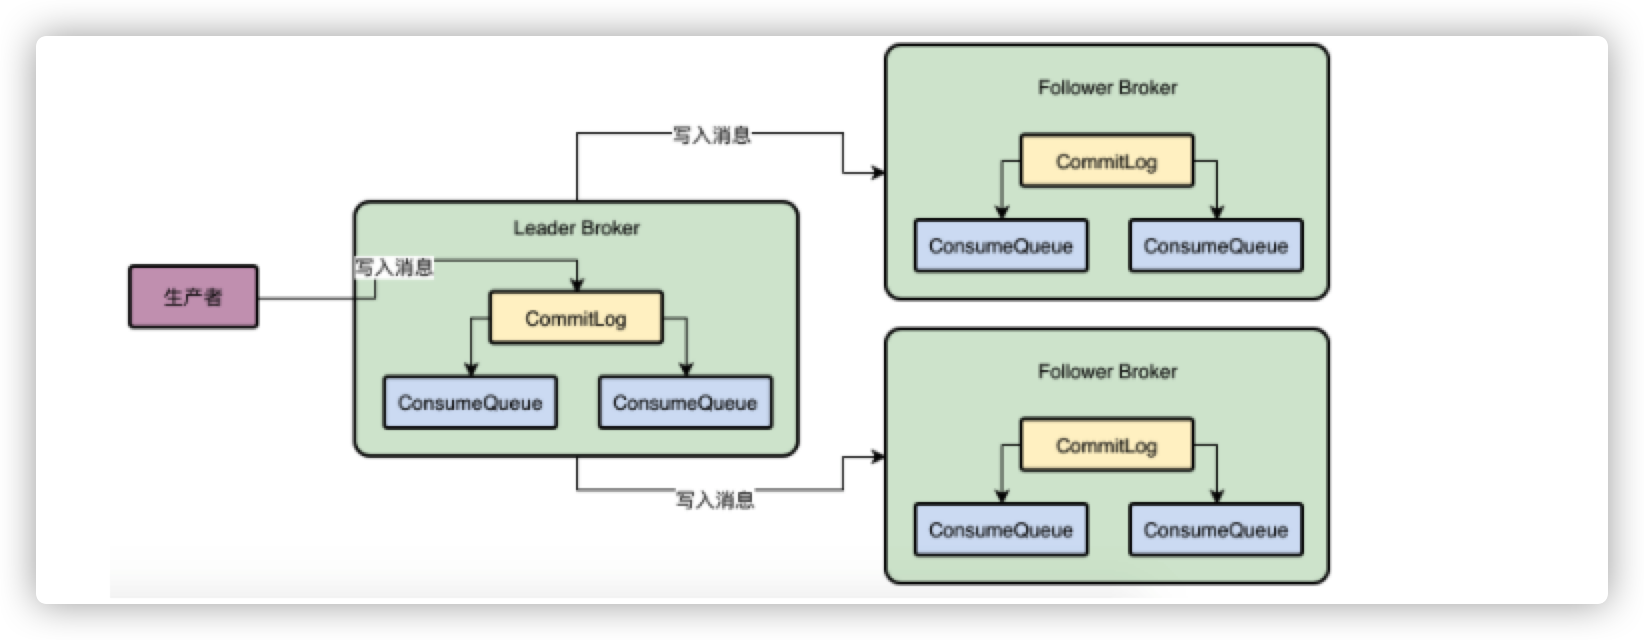 生产者
写入消息
Leader Broker
CommitLog
ConsumeQueue
ConsumeQueue
写入消息
Follower Broker
CommitLog
ConsumeQueue
ConsumeQueue
写入消息
Follower Broker
CommitLog
ConsumeQueue
ConsumeQueue